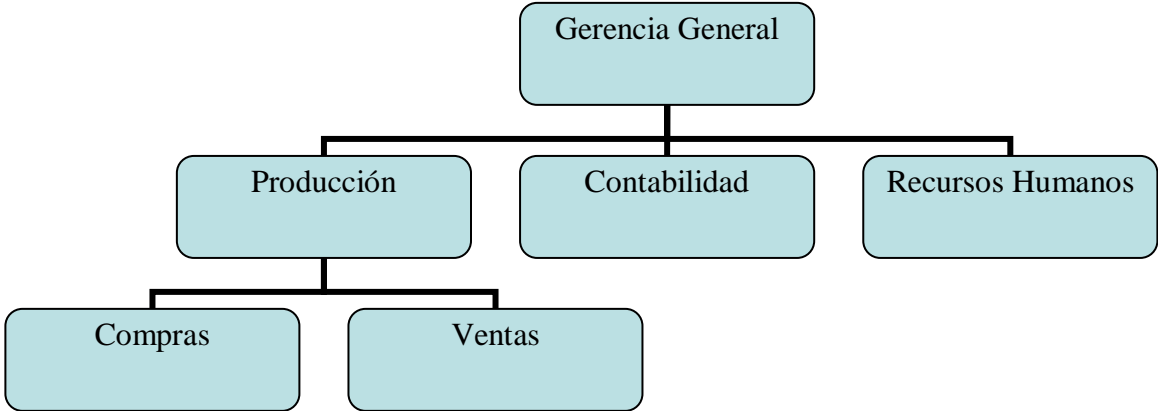 Gerencia General
Producción
Contabilidad
Recursos Humanos
Compras
Ventas